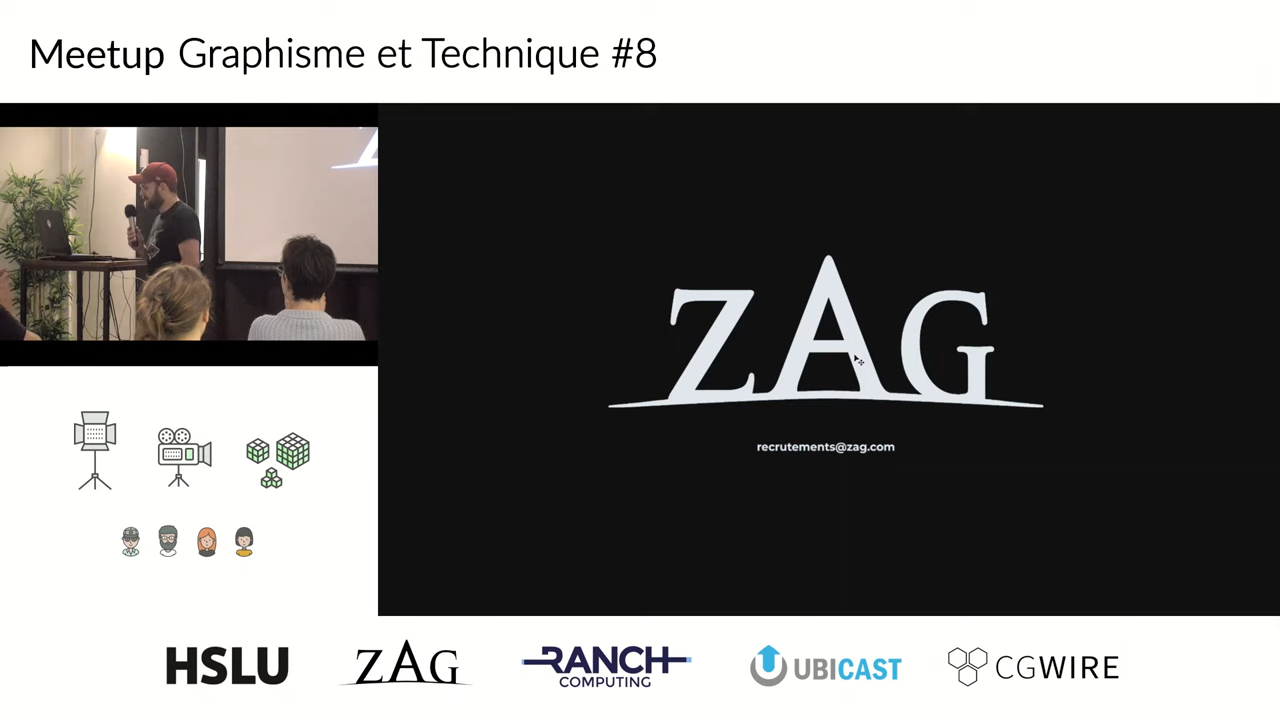 Meetup Graphisme et Technique #8
ZAG
recrutements@zag.com
HSLU
ZAG
RANCH
COMPUTING
UBICAST
CGWIRE